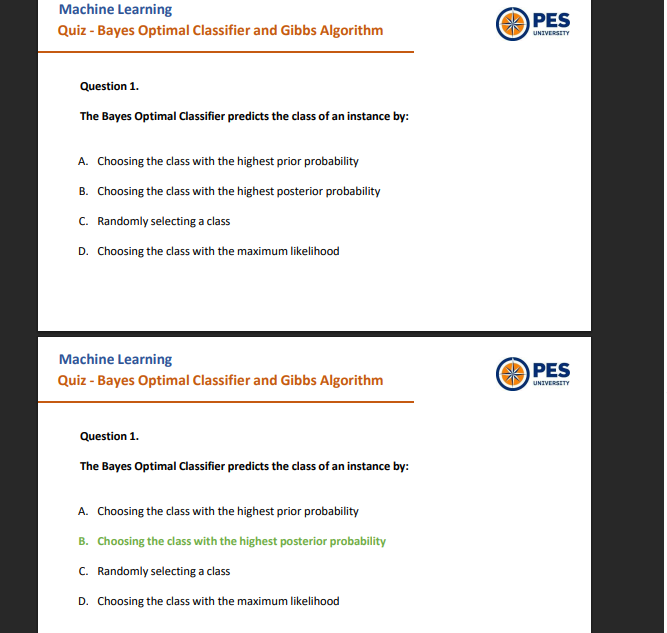 Machine Learning
Quiz - Bayes Optimal Classifier and Gibbs Algorithm
PES
UNIVERSITY
Question 1.
The Bayes Optimal Classifier predicts the class of an instance by:
A. Choosing the class with the highest prior probability
B. Choosing the class with the highest posterior probability
C. Randomly selecting a class
D. Choosing the class with the maximum likelihood
Machine Learning
Quiz - Bayes Optimal Classifier and Gibbs Algorithm
PES
UNIVERSITY
Question 1.
The Bayes Optimal Classifier predicts the class of an instance by:
A. Choosing the class with the highest prior probability
B. Choosing the class with the highest posterior probability
C. Randomly selecting a class
D. Choosing the class with the maximum likelihood